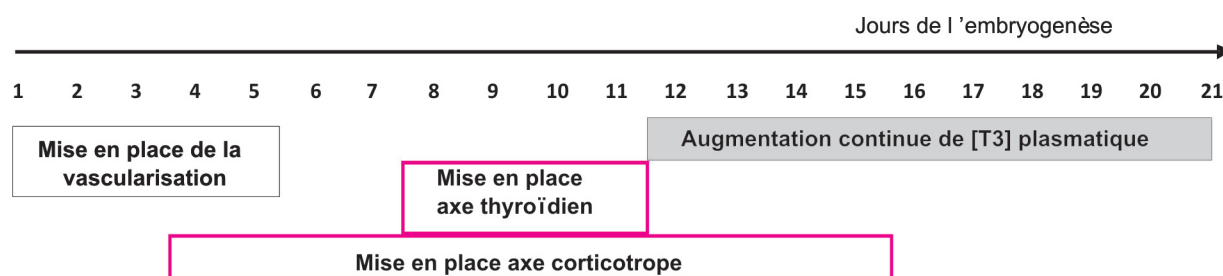 Jours de l 'embryogenèse
1 2 3 4 5 6 7 8 9 10 11 12 13 14 15 16 17 18 19 20 21
Mise en place de la
vascularisation
Augmentation continue de [T3] plasmatique
Mise en place
axe thyroïdien
Mise en place axe corticotrope